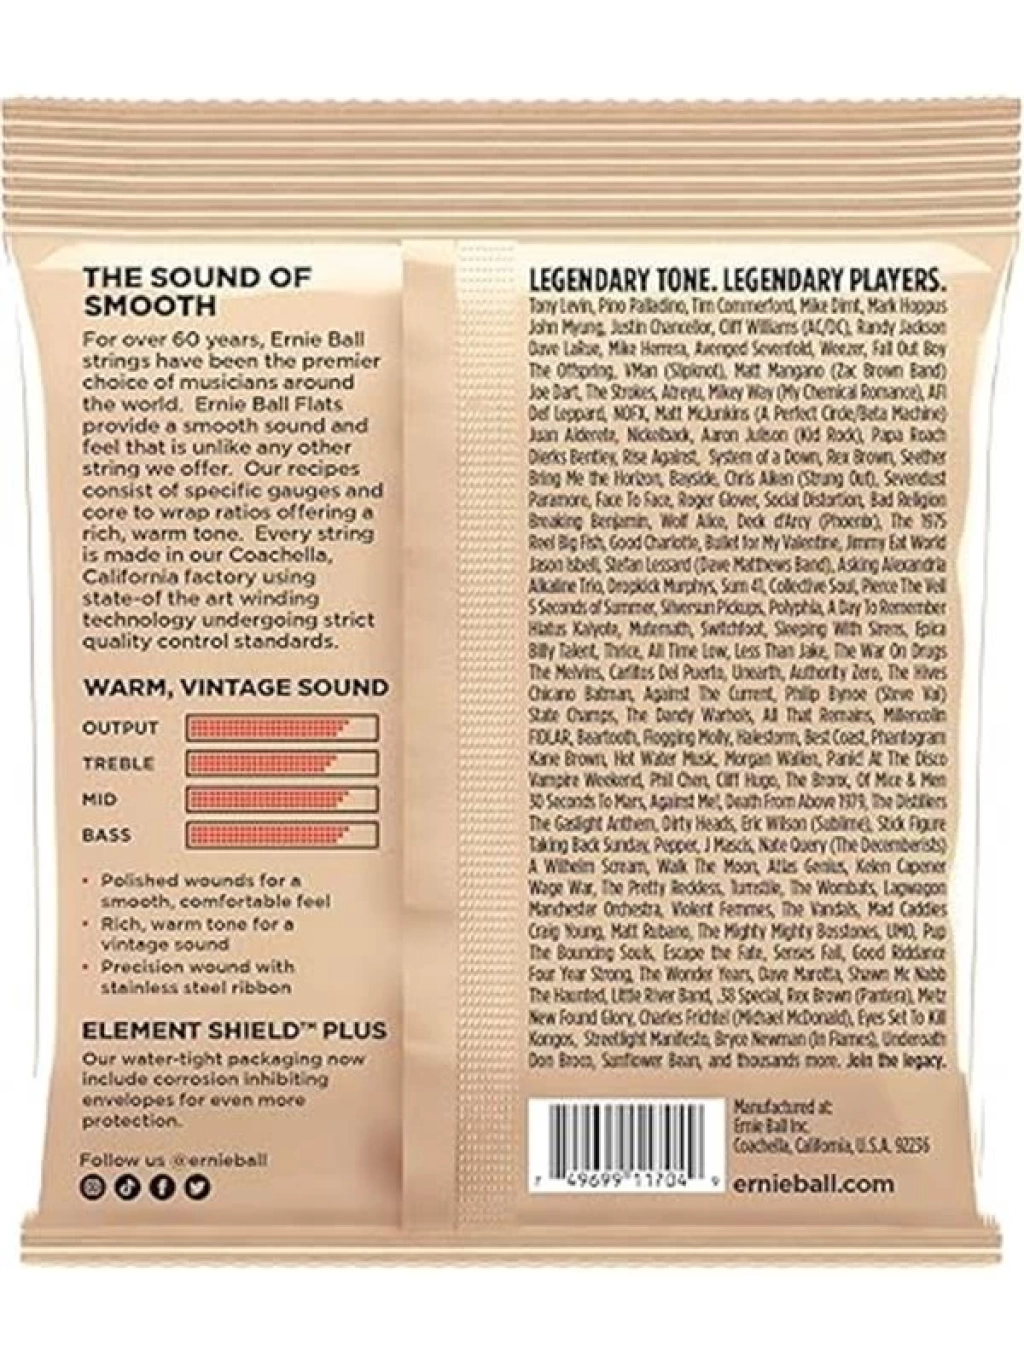 THE SOUND OF
SMOOTH
For over 60 years, Ernie Ball
strings have been the premier
choice of musicians around
the world. Ernie Ball Flats
provide a smooth sound and
feel that is unlike any other
string we offer. Our recipes
consist of specific gauges and
core to wrap ratios offering a
rich, warm tone. Every string
is made in our Coachella,
California factory using
state-of the art winding
technology undergoing strict
quality control standards.
WARM, VINTAGE SOUND
OUTPUT
TREBLE
MID
BASS
• Polished wounds for a
smooth, comfortable feel
• Rich, warm tone for a
vintage sound
• Precision wound with
stainless steel ribbon
ELEMENT SHIELD™ PLUS
Our water-tight packaging now
include corrosion inhibiting
envelopes for even more
protection.
Follow us @ernieball
LEGENDARY TONE. LEGENDARY PLAYERS.
Tony Levin, Pino Palladino, Tim Commerford, Mike Dirnt, Mark Hoppus
John Myung, Justin Chancellor, Cliff Williams (AC/DC), Randy Jackson
Dave LaRue, Mike Herrera, Avenged Sevenfold, Weezer, Fall Out Boy
The Offspring, VMan (Slipknot), Matt Mangano (Zac Brown Band)
Joe Dart, The Strokes, Atreyu, Mikey Way (My Chemical Romance), AFI
Def Leppard, NOFX, Matt McJunkins (A Perfect Circle/Beta Machine)
Juan Alderete, Nickelback, Aaron Julison (Kid Rock), Papa Roach
Dierks Bentley, Rise Against, System of a Down, Rex Brown, Seether
Bring Me the Horizon, Bayside, Chris Aiken (Strung Out), Sevendust
Paramore, Face To Face, Roger Glover, Social Distortion, Bad Religion
Breaking Benjamin, Wolf Alice, Deck d'Arcy (Phoenix), The 1975
Reel Big Fish, Good Charlotte, Bullet for My Valentine, Jimmy Eat World
Jason Isbell, Stefan Lessard (Dave Matthews Band), Asking Alexandria
Alkaline Trio, Dropkick Murphys, Sum 41, Collective Soul, Pierce The Veil
5 Seconds of Summer, Silversun Pickups, Polyphia, A Day To Remember
Hiatus Kaiyote, Mutemath, Switchfoot, Sleeping With Sirens, Epica
Billy Talent, Thrice, All Time Low, Less Than Jake, The War On Drugs
The Melvins, Carlitos Del Puerto, Unearth, Authority Zero, The Hives
Chicano Batman, Against The Current, Philip Bynoe (Steve Vai)
State Champs, The Dandy Warhols, All That Remains, Millencolin
FIDLAR, Beartooth, Flogging Molly, Halestorm, Best Coast, Phantogram
Kane Brown, Hot Water Music, Morgan Wallen, Panic! At The Disco
Vampire Weekend, Phil Chen, Cliff Hugo, The Bronx, Of Mice & Men
30 Seconds To Mars, Against Me!, Death From Above 1979, The Distillers
The Gaslight Anthem, Dirty Heads, Eric Wilson (Sublime), Stick Figure
Taking Back Sunday, Pepper, J Mascis, Nate Query (The Decemberists)
A Wilhelm Scream, Walk The Moon, Atlas Genius, Kelen Capener
Wage War, The Pretty Reckless, Turnstile, The Wombats, Lagwagon
Manchester Orchestra, Violent Femmes, The Vandals, Mad Caddies
Craig Young, Matt Rubano, The Mighty Mighty Bosstones, UMO, Pup
The Bouncing Souls, Escape the Fate, Senses Fail, Good Riddance
Four Year Strong, The Wonder Years, Dave Marotta, Shawn Mc Nabb
The Haunted, Little River Band, .38 Special, Rex Brown (Pantera), Metz
New Found Glory, Charles Frichtel (Michael McDonald), Eyes Set To Kill
Kongos, Streetlight Manifesto, Bryce Newman (In Flames), Underoath
Don Broco, Sunflower Bean, and thousands more. Join the legacy.
7 49699 11704 9
Manufactured at:
Ernie Ball Inc.
Coachella, California, U.S.A. 92236
ernieball.com